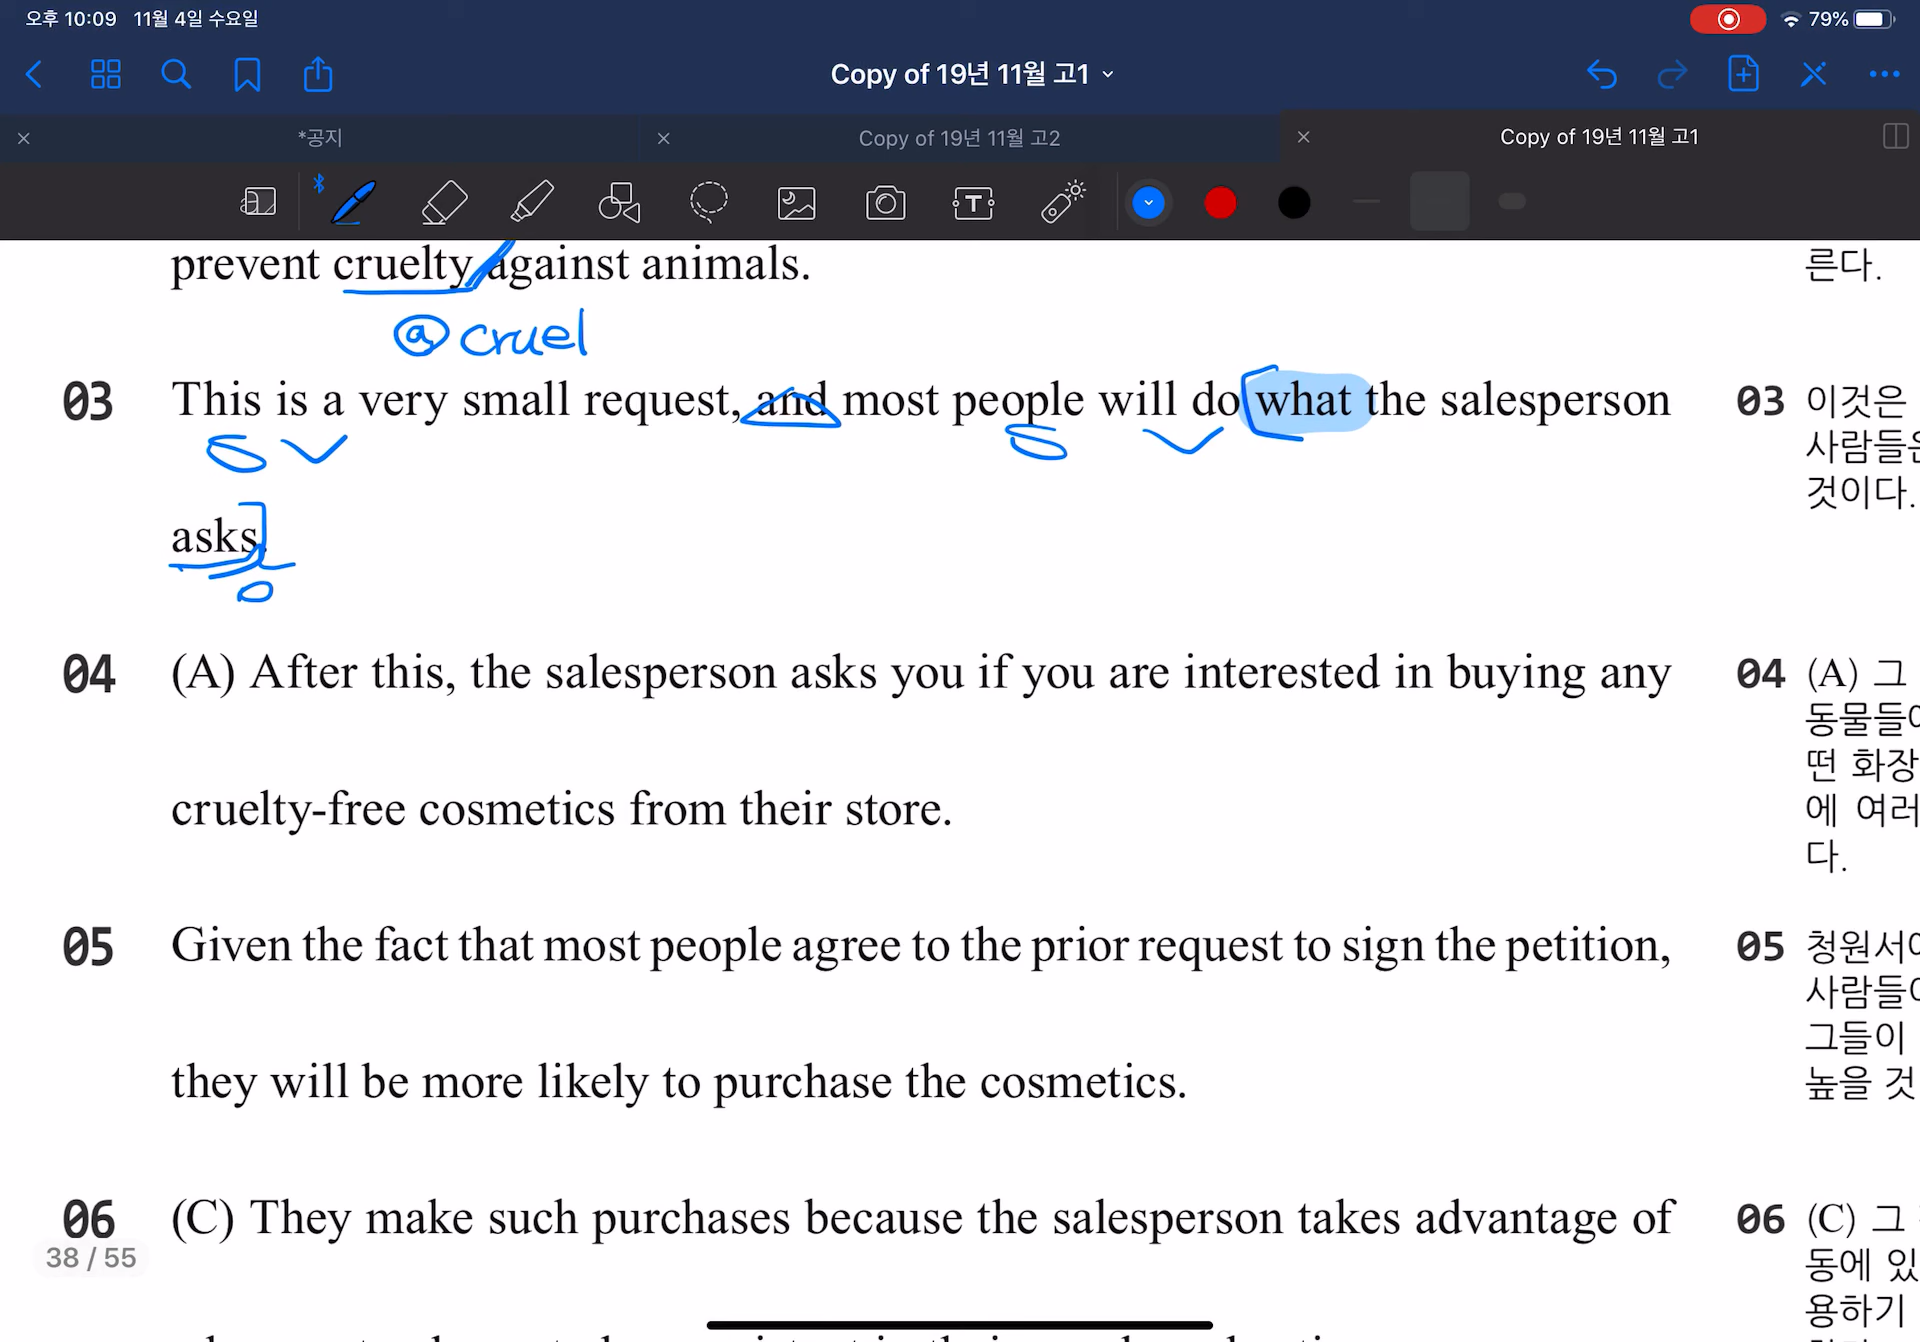 오후 10:09 11월 4일 수요일 79%
Copy of 19년 11월 고1
*공지 Copy of 19년 11월 고2 Copy of 19년 11월 고1
prevent cruelty against animals. 른다.
ⓐ cruel
03 This is a very small request, and most people will do what the salesperson 03 이것은
S V S V 사람들은
것이다.
asks.
O
04 (A) After this, the salesperson asks you if you are interested in buying any 04 (A) 그
동물들에
떤 화장
cruelty-free cosmetics from their store. 에 여러
다.
05 Given the fact that most people agree to the prior request to sign the petition, 05 청원서에
사람들이
그들이
they will be more likely to purchase the cosmetics. 높을 것
06 (C) They make such purchases because the salesperson takes advantage of 06 (C) 그
38 / 55 동에 있
용하기